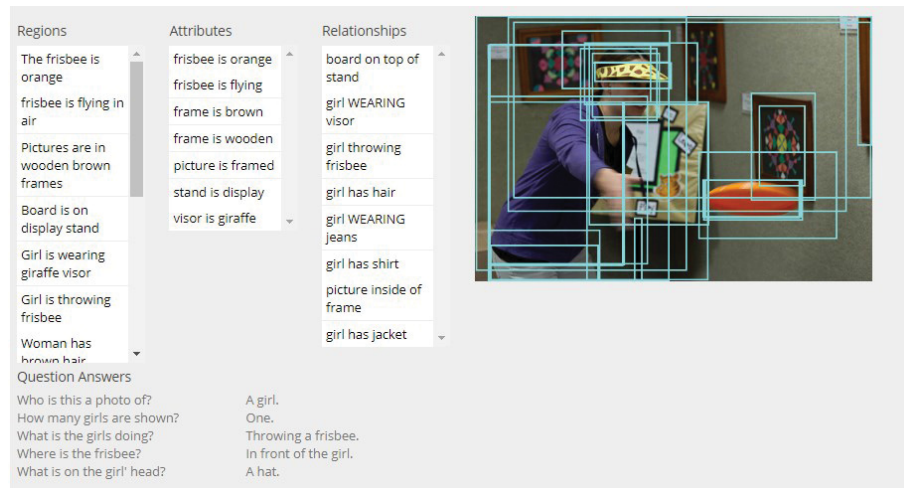 Regions
The frisbee is
orange
frisbee is flying in
air
Pictures are in
wooden brown
frames
Board is on
display stand
Girl is wearing
giraffe visor
Girl is throwing
frisbee
Woman has
brown hair
Attributes
frisbee is orange
frisbee is flying
frame is brown
frame is wooden
picture is framed
stand is display
visor is giraffe
Relationships
board on top of
stand
girl WEARING
visor
girl throwing
frisbee
girl has hair
girl WEARING
jeans
girl has shirt
picture inside of
frame
girl has jacket
Question Answers
Who is this a photo of? A girl.
How many girls are shown? One.
What is the girls doing? Throwing a frisbee.
Where is the frisbee? In front of the girl.
What is on the girl' head? A hat.